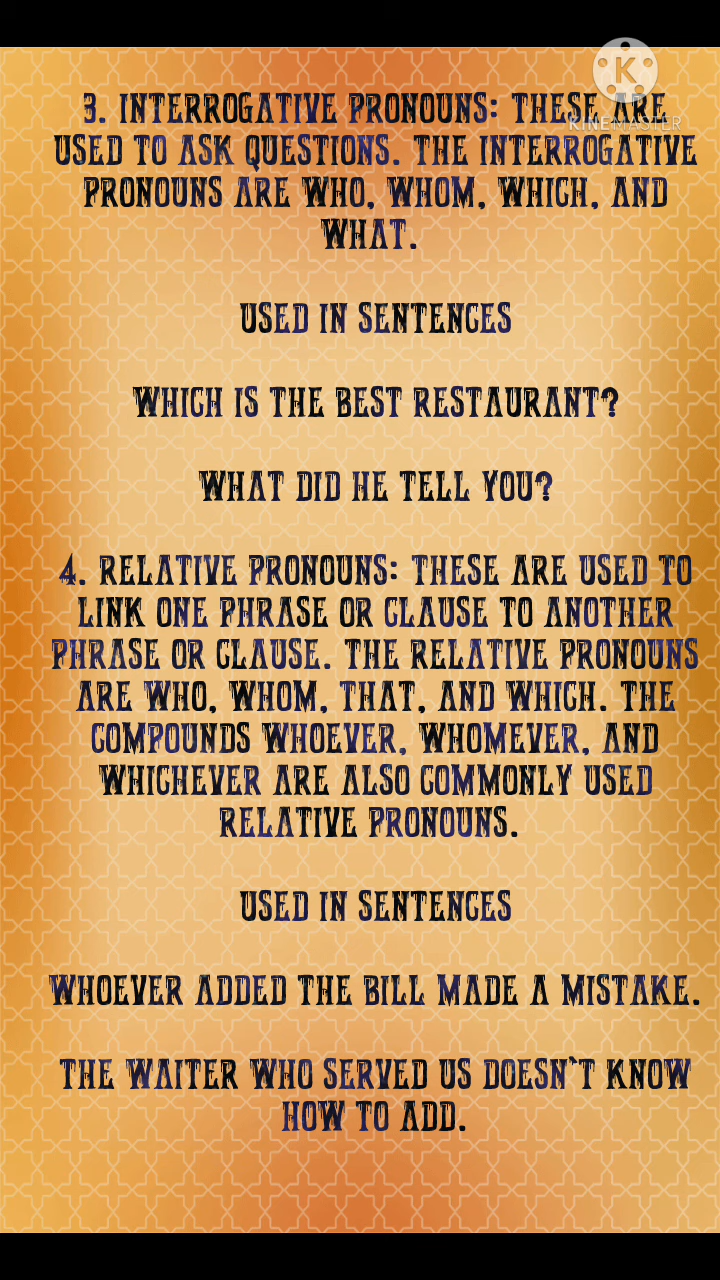 3. INTERROGATIVE PRONOUNS: THESE ARE
USED TO ASK QUESTIONS. THE INTERROGATIVE
PRONOUNS ARE WHO, WHOM, WHICH, AND
WHAT.
USED IN SENTENCES
WHICH IS THE BEST RESTAURANT?
WHAT DID HE TELL YOU?
4. RELATIVE PRONOUNS: THESE ARE USED TO
LINK ONE PHRASE OR CLAUSE TO ANOTHER
PHRASE OR CLAUSE. THE RELATIVE PRONOUNS
ARE WHO, WHOM, THAT, AND WHICH. THE
COMPOUNDS WHOEVER, WHOMEVER, AND
WHICHEVER ARE ALSO COMMONLY USED
RELATIVE PRONOUNS.
USED IN SENTENCES
WHOEVER ADDED THE BILL MADE A MISTAKE.
THE WAITER WHO SERVED US DOESN'T KNOW
HOW TO ADD.
K
KINEMASTER